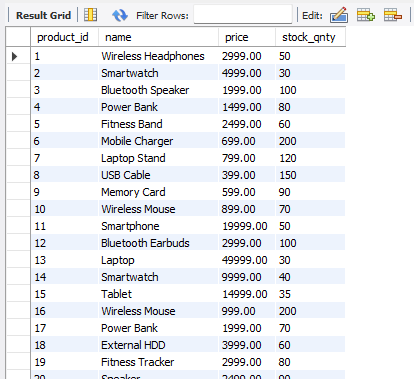 Result Grid Filter Rows: Edit:
product_id name price stock_qnty
1 Wireless Headphones 2999.00 50
2 Smartwatch 4999.00 30
3 Bluetooth Speaker 1999.00 100
4 Power Bank 1499.00 80
5 Fitness Band 2499.00 60
6 Mobile Charger 699.00 200
7 Laptop Stand 799.00 120
8 USB Cable 399.00 150
9 Memory Card 599.00 90
10 Wireless Mouse 899.00 70
11 Smartphone 19999.00 50
12 Bluetooth Earbuds 2999.00 100
13 Laptop 49999.00 30
14 Smartwatch 9999.00 40
15 Tablet 14999.00 35
16 Wireless Mouse 999.00 200
17 Power Bank 1999.00 70
18 External HDD 3999.00 60
19 Fitness Tracker 2999.00 80
20 Speaker 2499.00 90